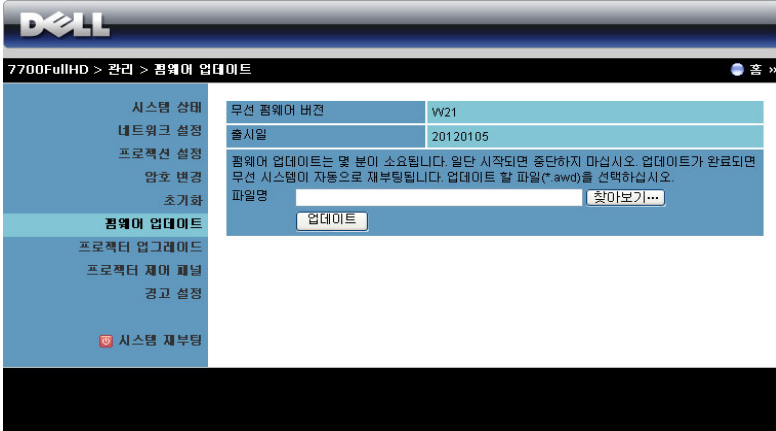 DELL
7700FullHD > 관리 > 펌웨어 업데이트
홈 »
시스템 상태
네트워크 설정
프로젝션 설정
암호 변경
초기화
펌웨어 업데이트
프로젝터 업그레이드
프로젝터 제어 패널
경고 설정
시스템 재부팅
무선 펌웨어 버전 W21
출시일 20120105
펌웨어 업데이트는 몇 분이 소요됩니다. 일단 시작되면 중단하지 마십시오. 업데이트가 완료되면
무선 시스템이 자동으로 재부팅됩니다. 업데이트 할 파일(*.awd)을 선택하십시오.
파일명 찾아보기...
업데이트